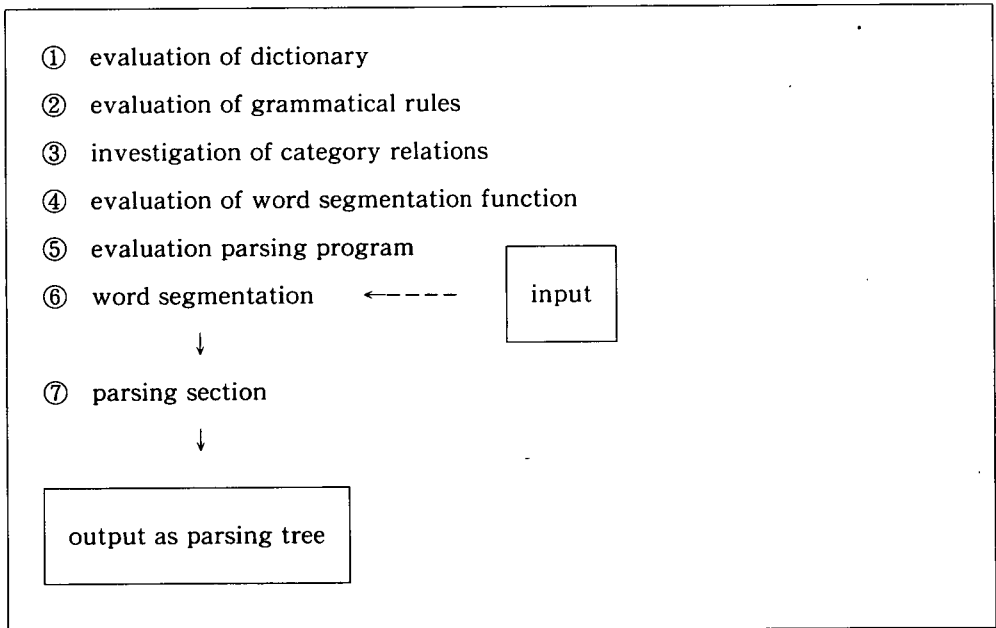 ① evaluation of dictionary
② evaluation of grammatical rules
③ investigation of category relations
④ evaluation of word segmentation function
⑤ evaluation parsing program
⑥ word segmentation ←---- input
↓
⑦ parsing section
↓
output as parsing tree